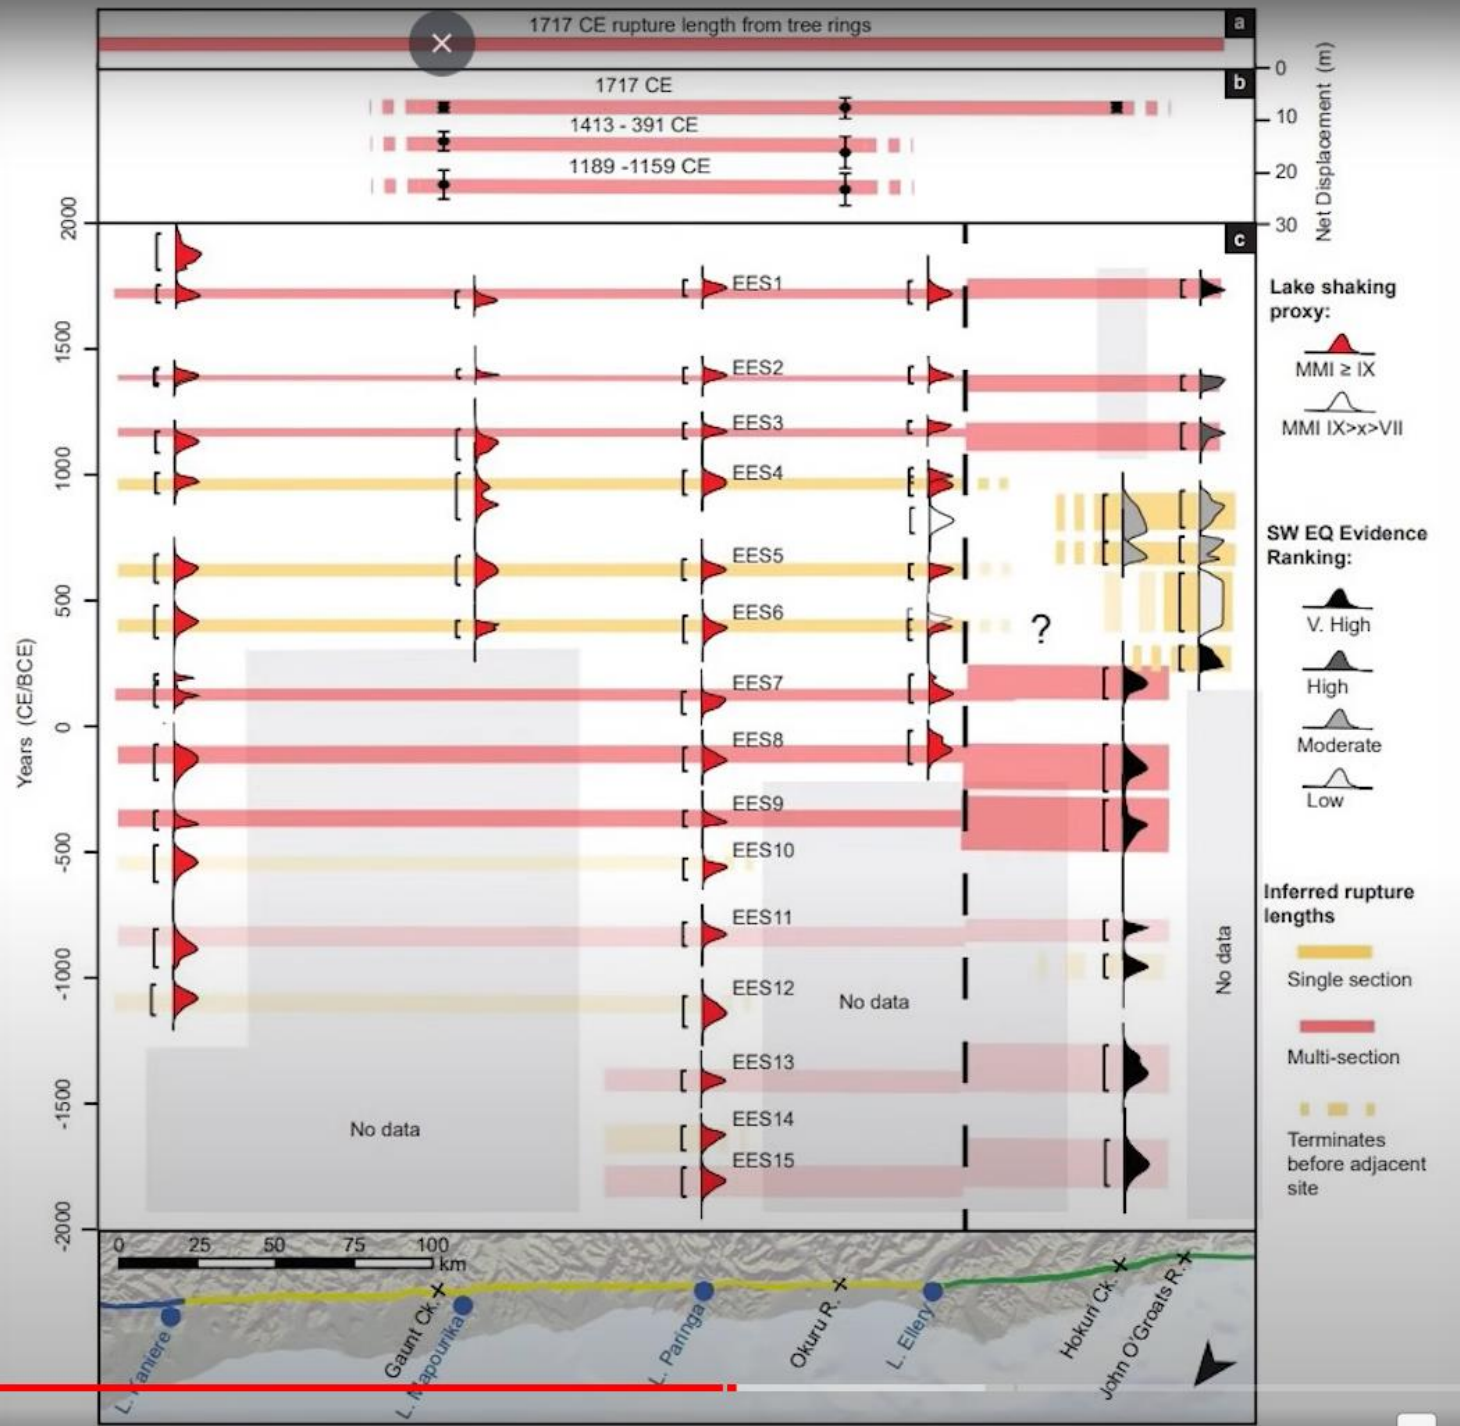 1717 CE rupture length from tree rings
a
0
b
1717 CE
10
1413 - 391 CE
20
1189 -1159 CE
30
Net Displacement (m)
c
2000
1500
1000
500
0
-500
-1000
-1500
-2000
Years (CE/BCE)
EES1
EES2
EES3
EES4
EES5
EES6
?
EES7
EES8
EES9
EES10
EES11
EES12
EES13
EES14
EES15
No data
No data
No data
Lake shaking
proxy:
MMI ≥ IX
MMI IX>x>VII
SW EQ Evidence
Ranking:
V. High
High
Moderate
Low
Inferred rupture
lengths
Single section
Multi-section
Terminates
before adjacent
site
0 25 50 75 100
km
Gaunt Ck.
L. Paringa
Okuru R.
L. Ellery
Hokuri Ck.
John O'Groats R.